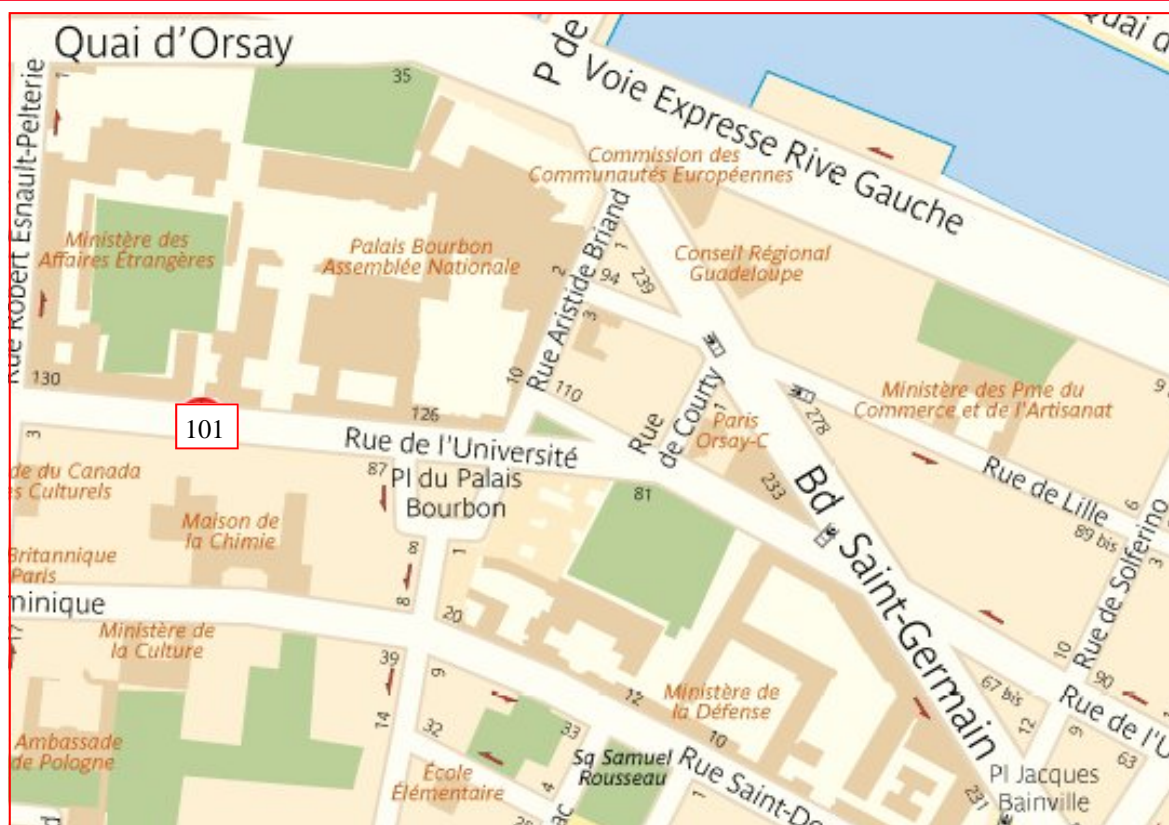 Quai d'Orsay
P de
Quai d
Voie Expresse Rive Gauche
1
35
Rue Robert Esnault-Pelterie
Commission des
Communautés Européennes
Ministère des
Affaires Étrangères
Palais Bourbon
Assemblée Nationale
Rue Aristide Briand
1
2
94
239
3
10
110
Conseil Régional
Guadeloupe
9
130
101
126
Rue de l'Université
3
87
Pl du Palais
Bourbon
Rue
de Courty
1
Paris
Orsay-C
278
233
81
Ministère des Pme du
Commerce et de l'Artisanat
Rue de Lille
6
89 bis
3
Rue de Solferino
10
de du Canada
s Culturels
Maison de
la Chimie
Britannique
Paris
8
1
8
20
minique
17
Ministère de
la Culture
39
9
14
32
12
33
10
Ministère de
la Défense
Bd Saint-Germain
67 bis
90
12
9
63
Rue de l'U
Ambassade
de Pologne
École
Élémentaire
4
28
Sq Samuel
Rousseau
1
Rue Saint-Do
231
Pl Jacques
Bainville